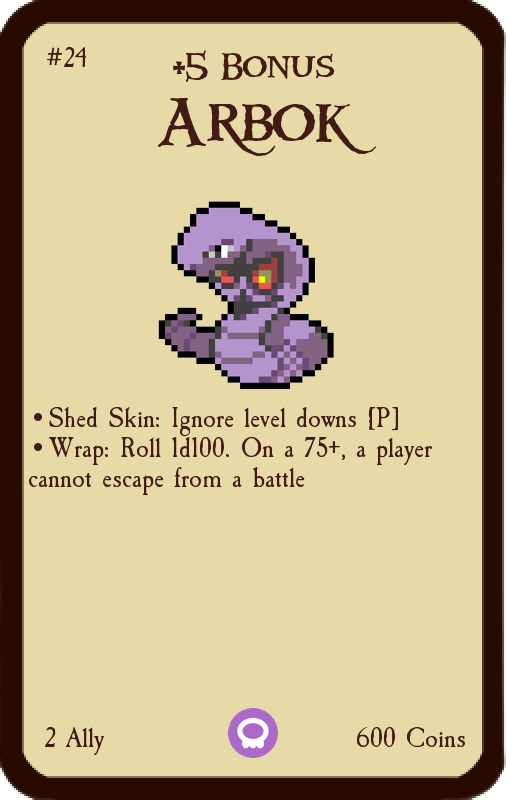 #24
+5 Bonus
Arbok
• Shed Skin: Ignore level downs {P]
• Wrap: Roll 1d100. On a 75+, a player
cannot escape from a battle
2 Ally
600 Coins